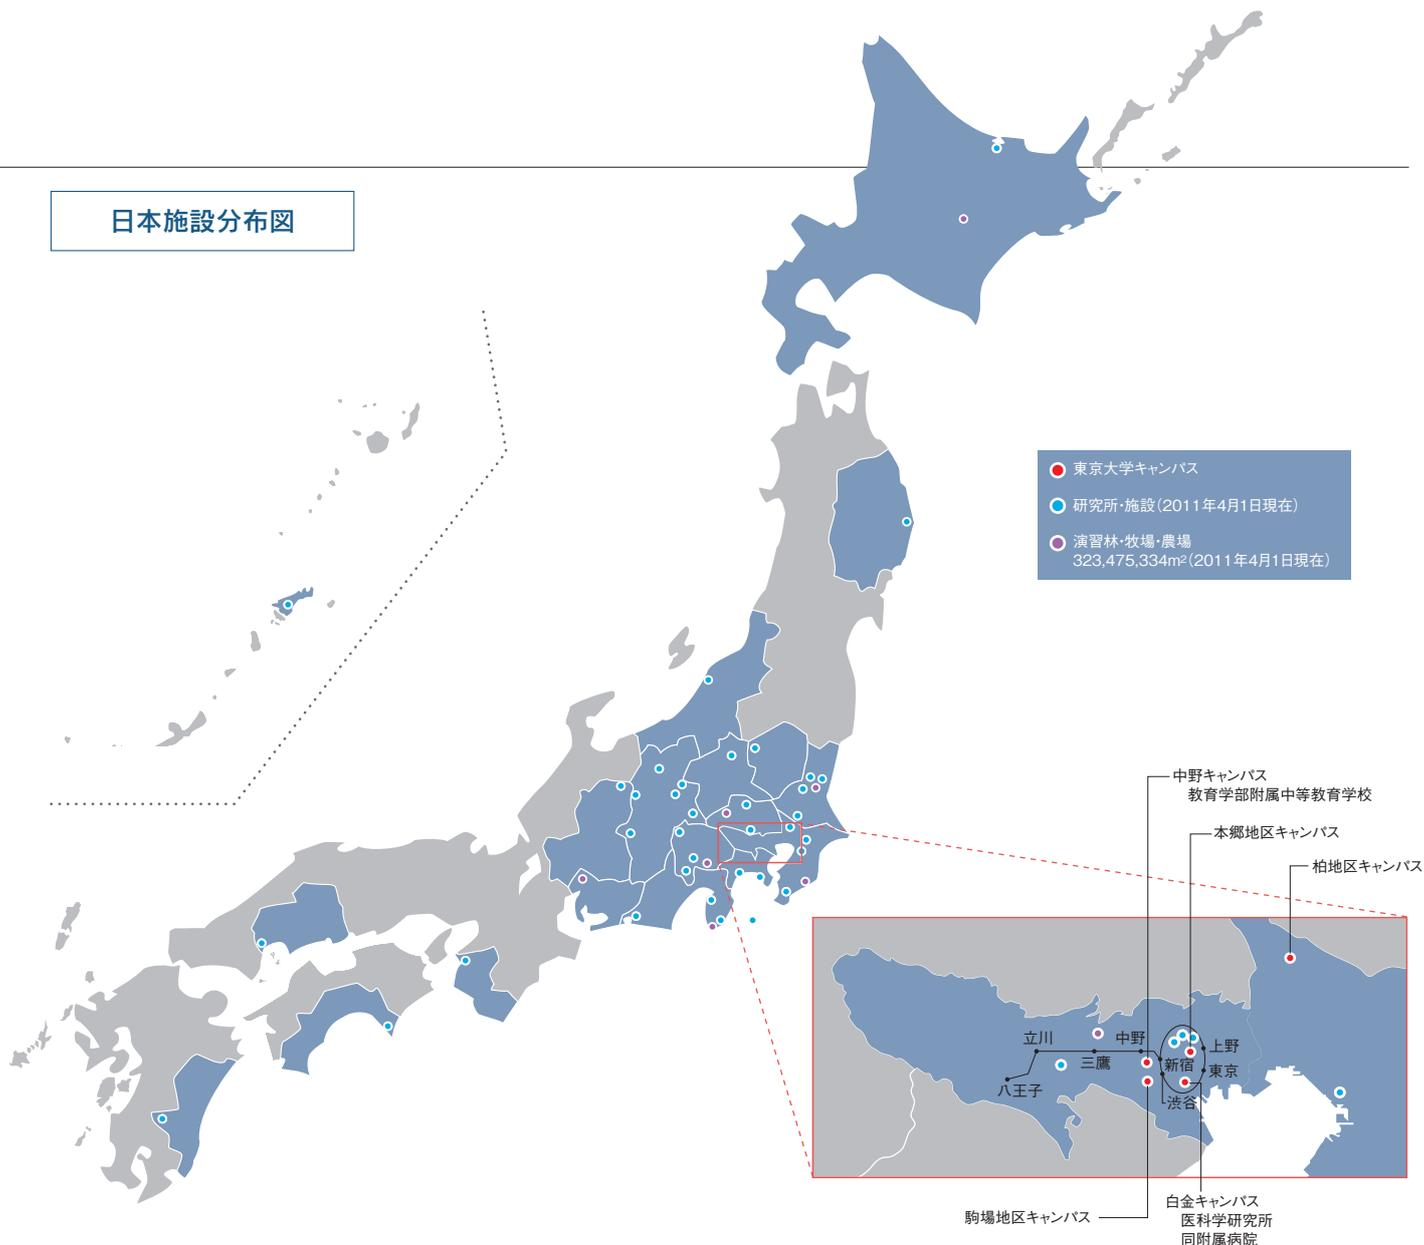 日本施設分布図
東京大学キャンパス
研究所・施設(2011年4月1日現在)
演習林・牧場・農場
323,475,334m²(2011年4月1日現在)
中野キャンパス
教育学部附属中等教育学校
本郷地区キャンパス
柏地区キャンパス
立川
中野
上野
三鷹
新宿
東京
八王子
渋谷
駒場地区キャンパス
白金キャンパス
医科学研究所
同附属病院